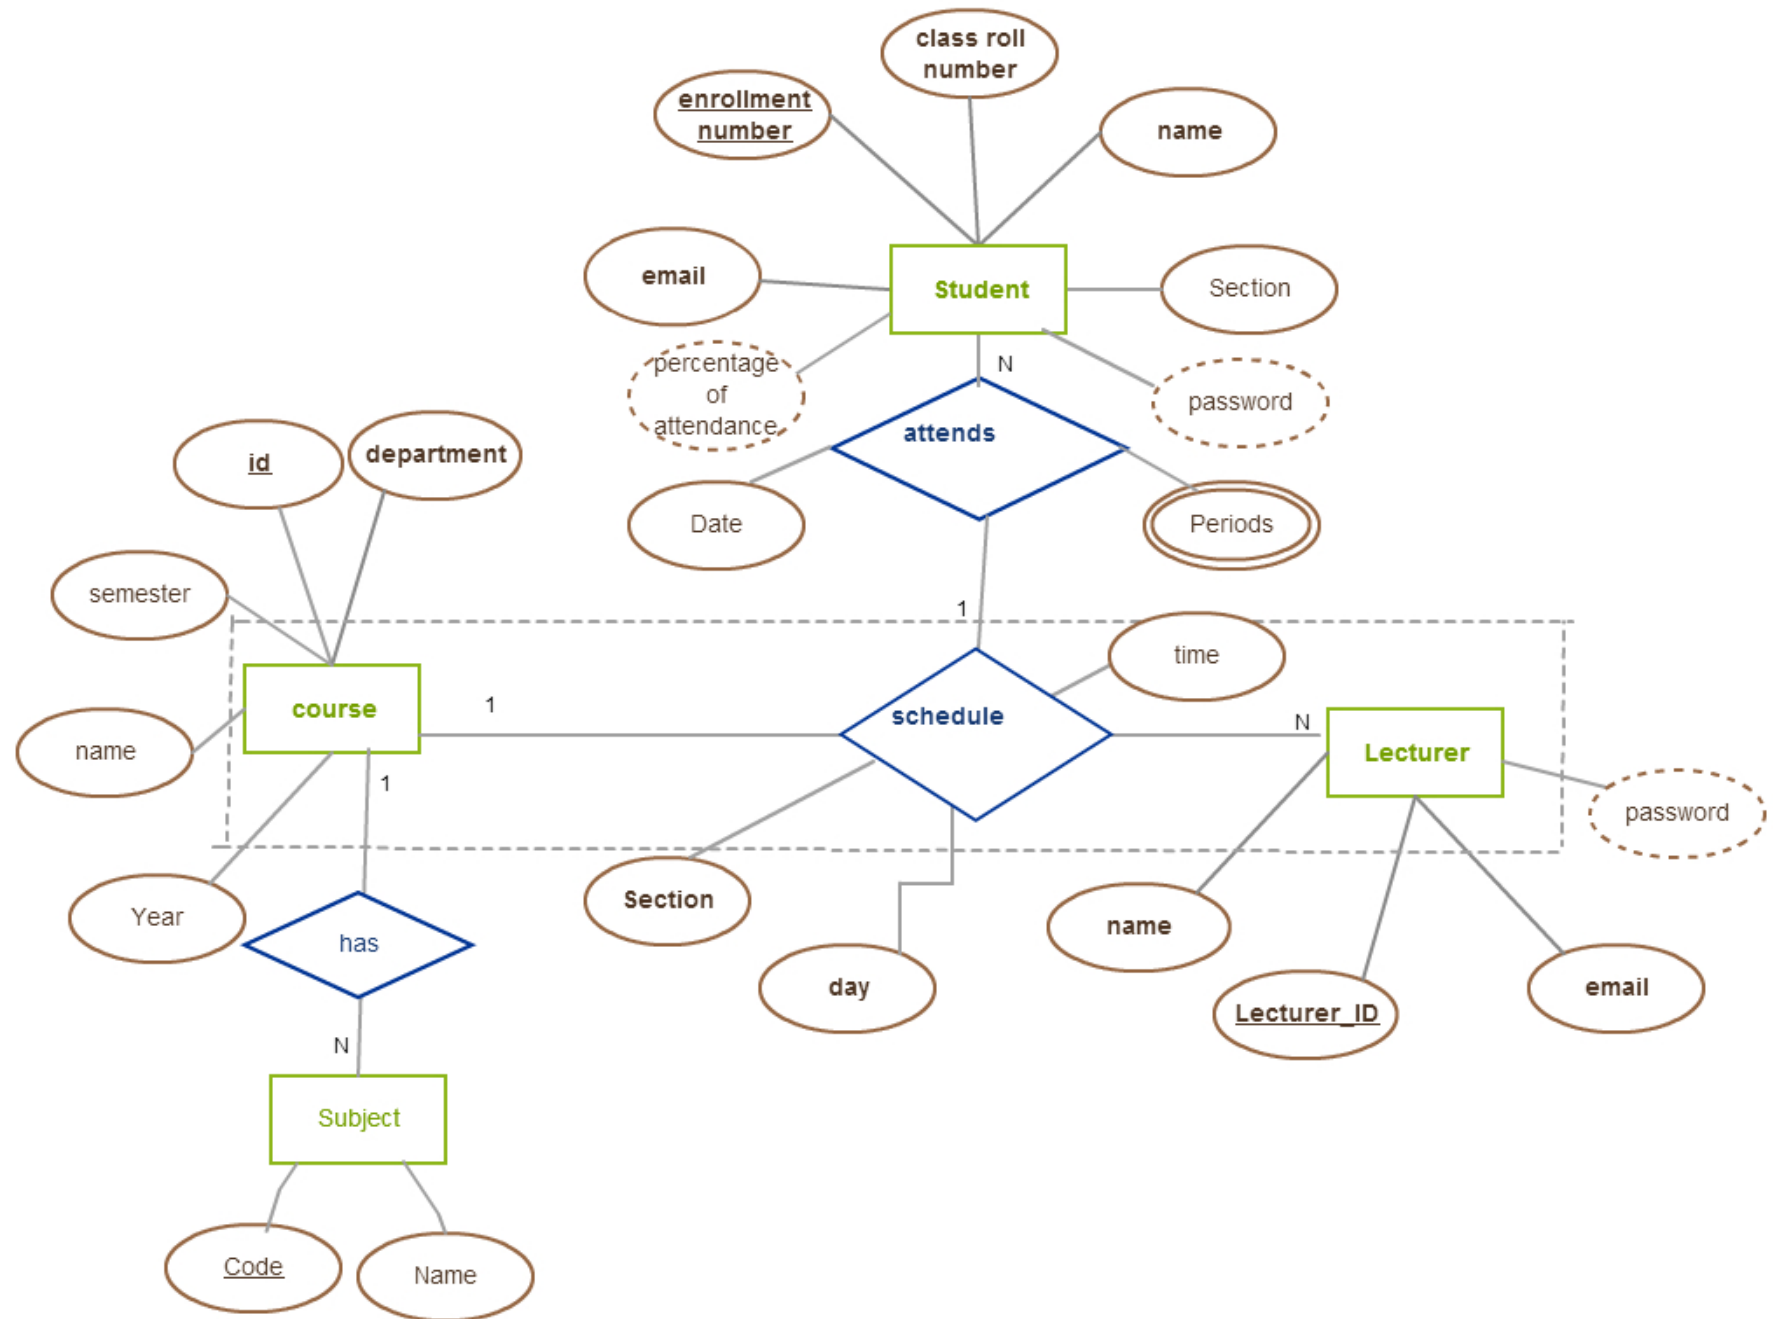 class roll
number
enrollment
number
name
email
Student
Section
percentage
of
attendance
N
password
attends
id
department
Date
Periods
semester
1
time
course
1
schedule
N
Lecturer
name
1
password
Year
has
Section
name
day
email
Lecturer_ID
N
Subject
Code
Name